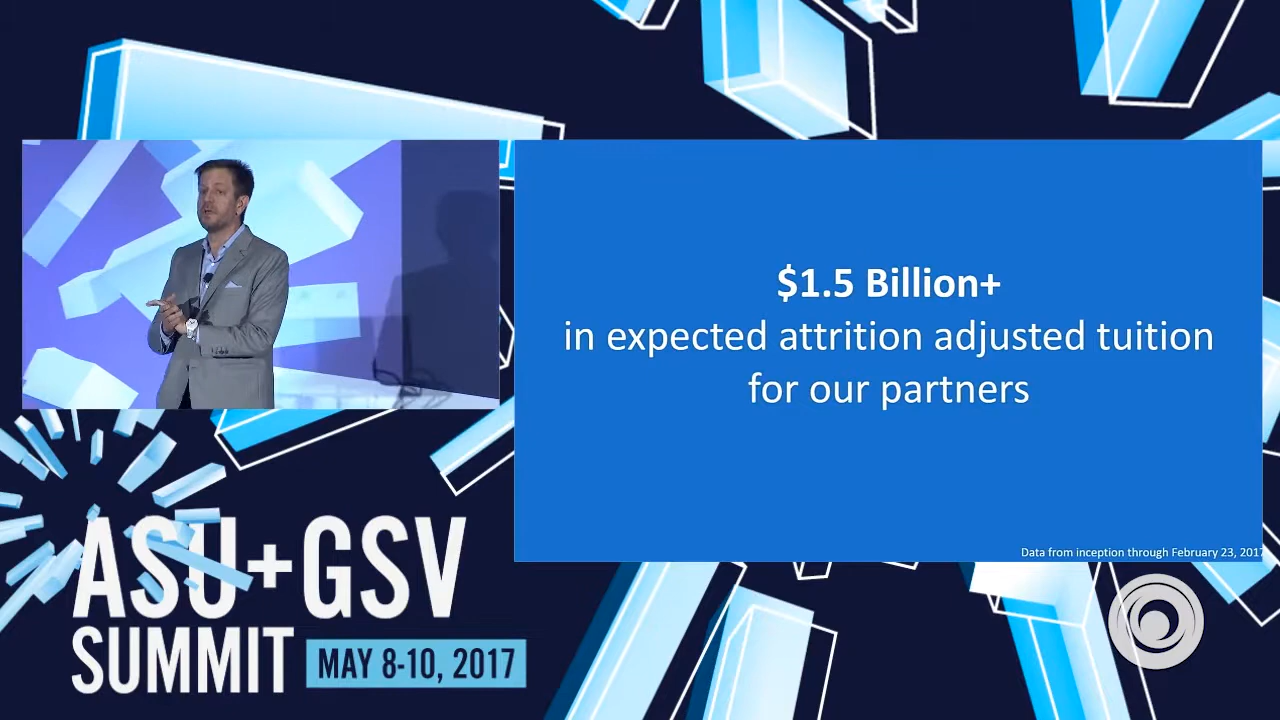 $1.5 Billion+
in expected attrition adjusted tuition
for our partners
Data from inception through February 23, 2017
ASU+GSV
SUMMIT
MAY 8-10, 2017